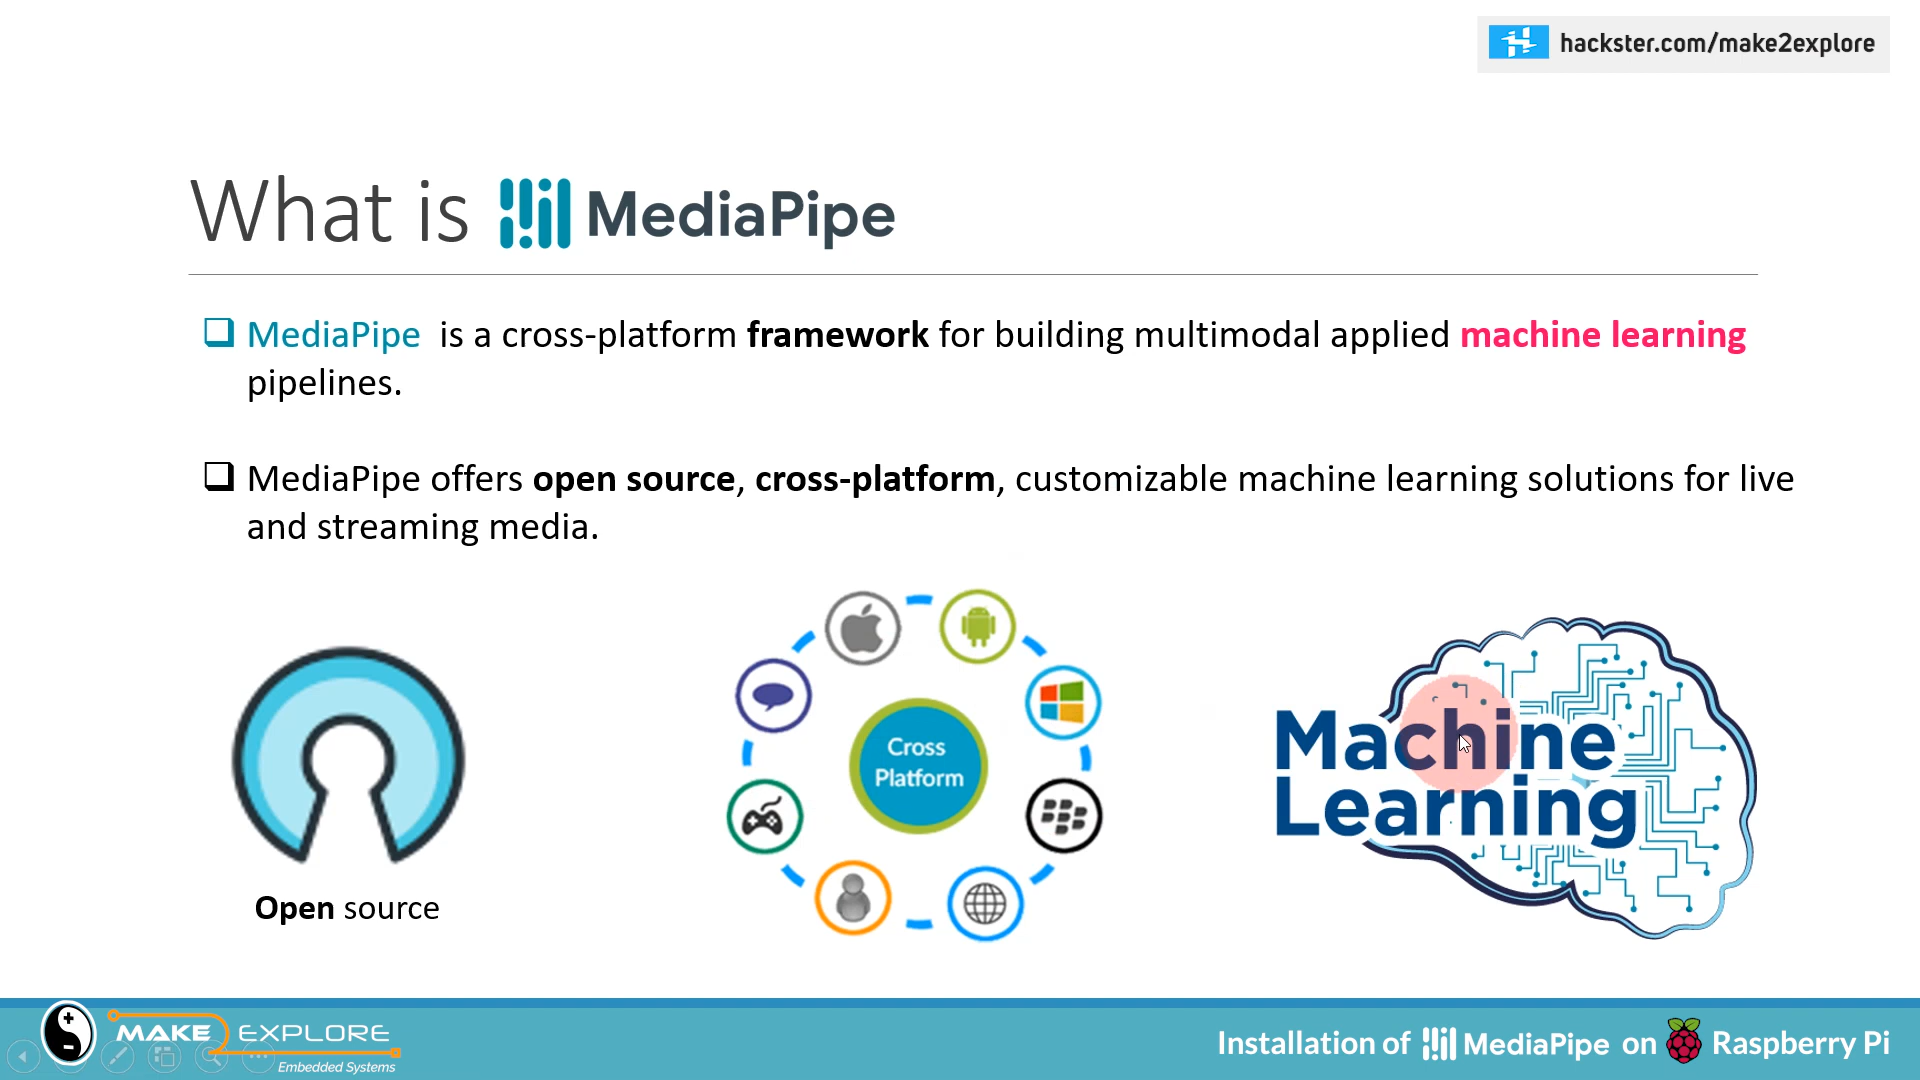 hackster.com/make2explore
What is MediaPipe
MediaPipe is a cross-platform framework for building multimodal applied machine learning
pipelines.
MediaPipe offers open source, cross-platform, customizable machine learning solutions for live
and streaming media.
Cross
Platform
Machine
Learning
Open source
MAKE 2 EXPLORE
Embedded Systems
Installation of MediaPipe on Raspberry Pi